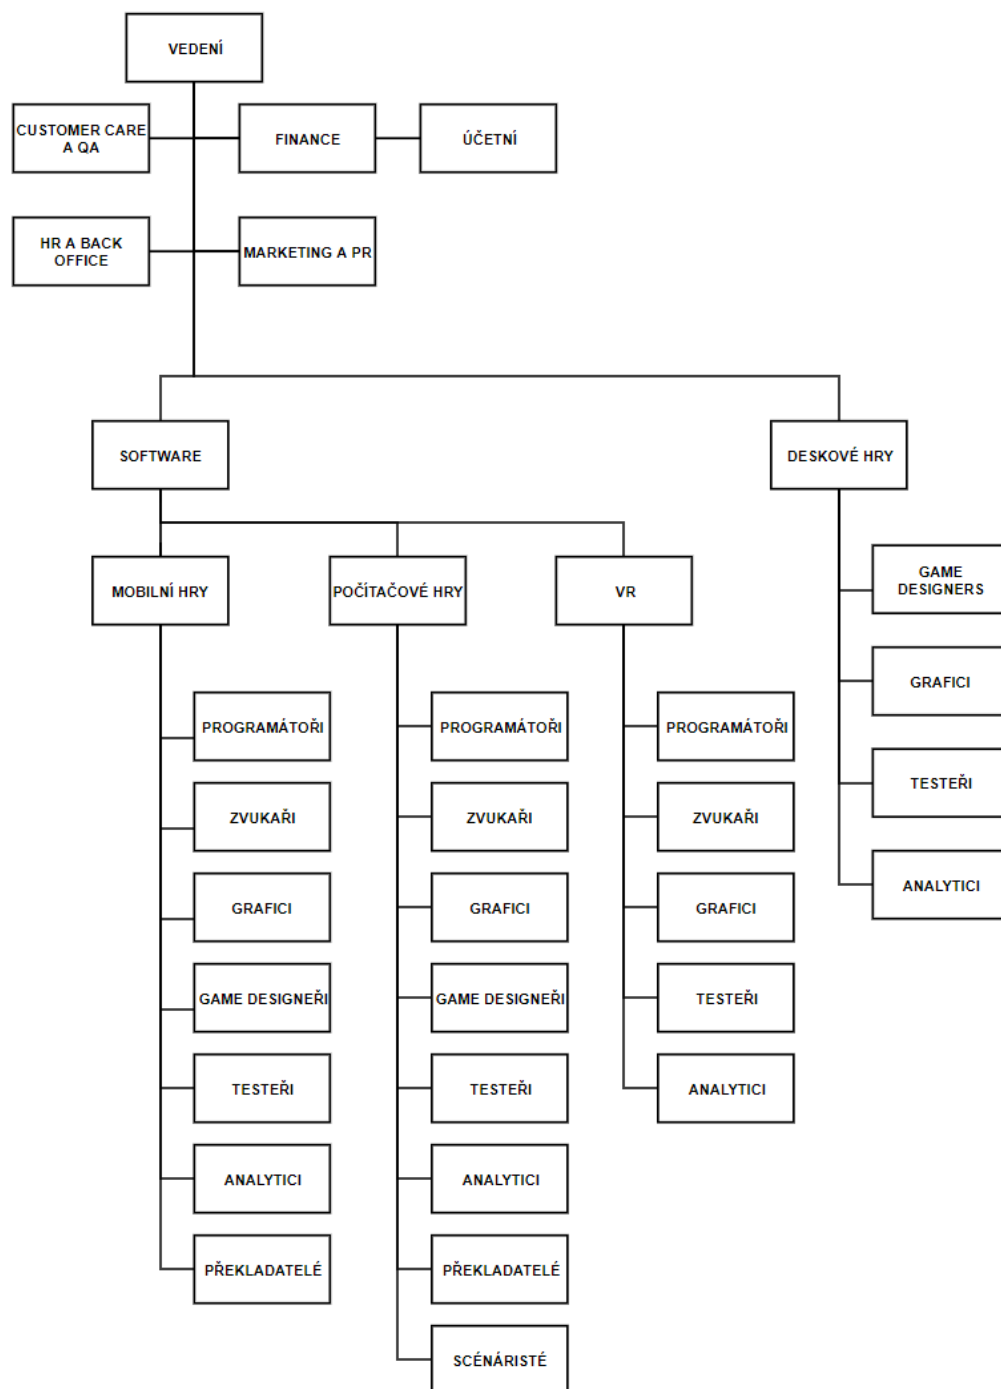 VEDENÍ
CUSTOMER CARE
A QA
FINANCE
ÚČETNÍ
HR A BACK
OFFICE
MARKETING A PR
SOFTWARE
DESKOVÉ HRY
MOBILNÍ HRY
POČÍTAČOVÉ HRY
VR
PROGRAMÁTOŘI
ZVUKAŘI
GRAFICI
GAME DESIGNEŘI
TESTEŘI
ANALYTICI
PŘEKLADATELÉ
PROGRAMÁTOŘI
ZVUKAŘI
GRAFICI
GAME DESIGNEŘI
TESTEŘI
ANALYTICI
PŘEKLADATELÉ
SCÉNÁRISTÉ
PROGRAMÁTOŘI
ZVUKAŘI
GRAFICI
TESTEŘI
ANALYTICI
GAME
DESIGNERS
GRAFICI
TESTEŘI
ANALYTICI